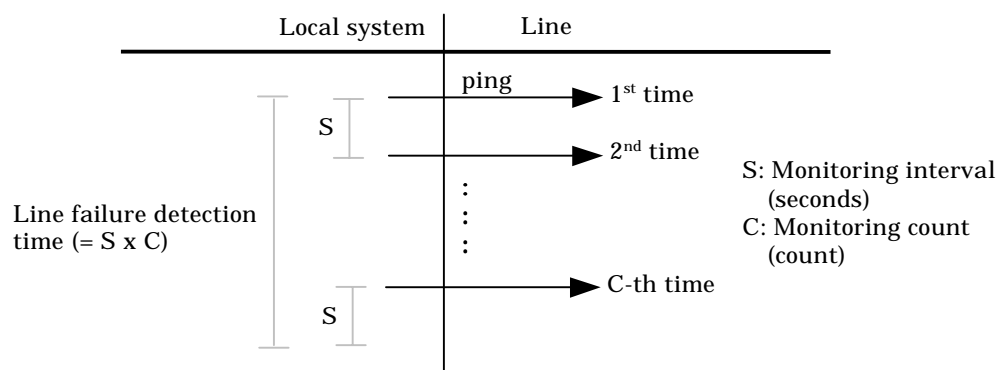 Local system
Line
ping
1st time
S
2nd time
:
:
:
Line failure detection
time (= S x C)
S: Monitoring interval
(seconds)
C: Monitoring count
(count)
C-th time
S